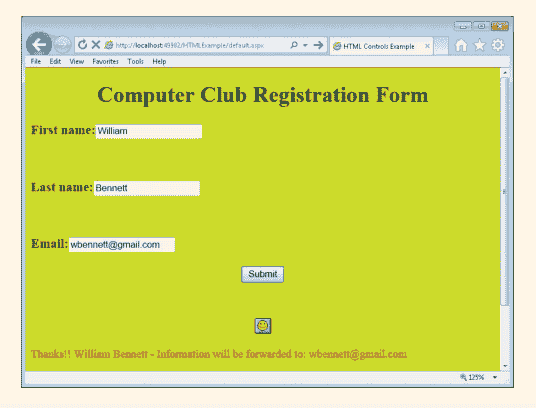 http://localhost:49302/HTMLExample/default.aspx
HTML Controls Example
File Edit View Favorites Tools Help
Computer Club Registration Form
First name: William
Last name: Bennett
Email: wbennett@gmail.com
Submit
Thanks!! William Bennett - Information will be forwarded to: wbennett@gmail.com
125%